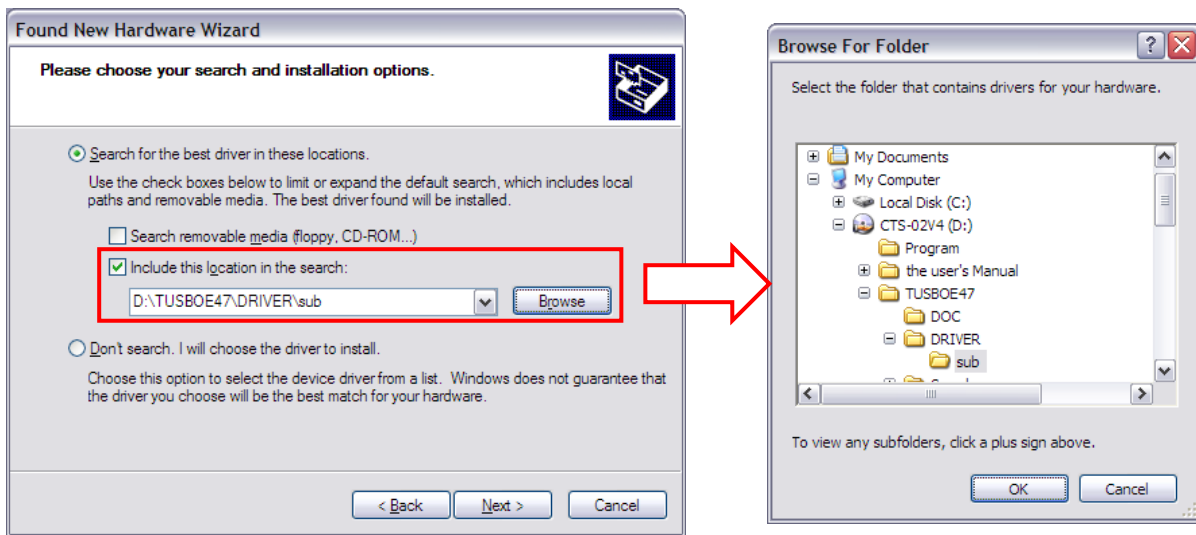 Found New Hardware Wizard
Please choose your search and installation options.
Search for the best driver in these locations.
Use the check boxes below to limit or expand the default search, which includes local
paths and removable media. The best driver found will be installed.
Search removable media (floppy, CD-ROM...)
Include this location in the search:
D:\TUSBOE47\DRIVER\sub
Browse
Don't search. I will choose the driver to install.
Choose this option to select the device driver from a list. Windows does not guarantee that
the driver you choose will be the best match for your hardware.
< Back
Next >
Cancel
Browse For Folder
Select the folder that contains drivers for your hardware.
My Documents
My Computer
Local Disk (C:)
CTS-02V4 (D:)
Program
the user's Manual
TUSBOE47
DOC
DRIVER
sub
To view any subfolders, click a plus sign above.
OK
Cancel